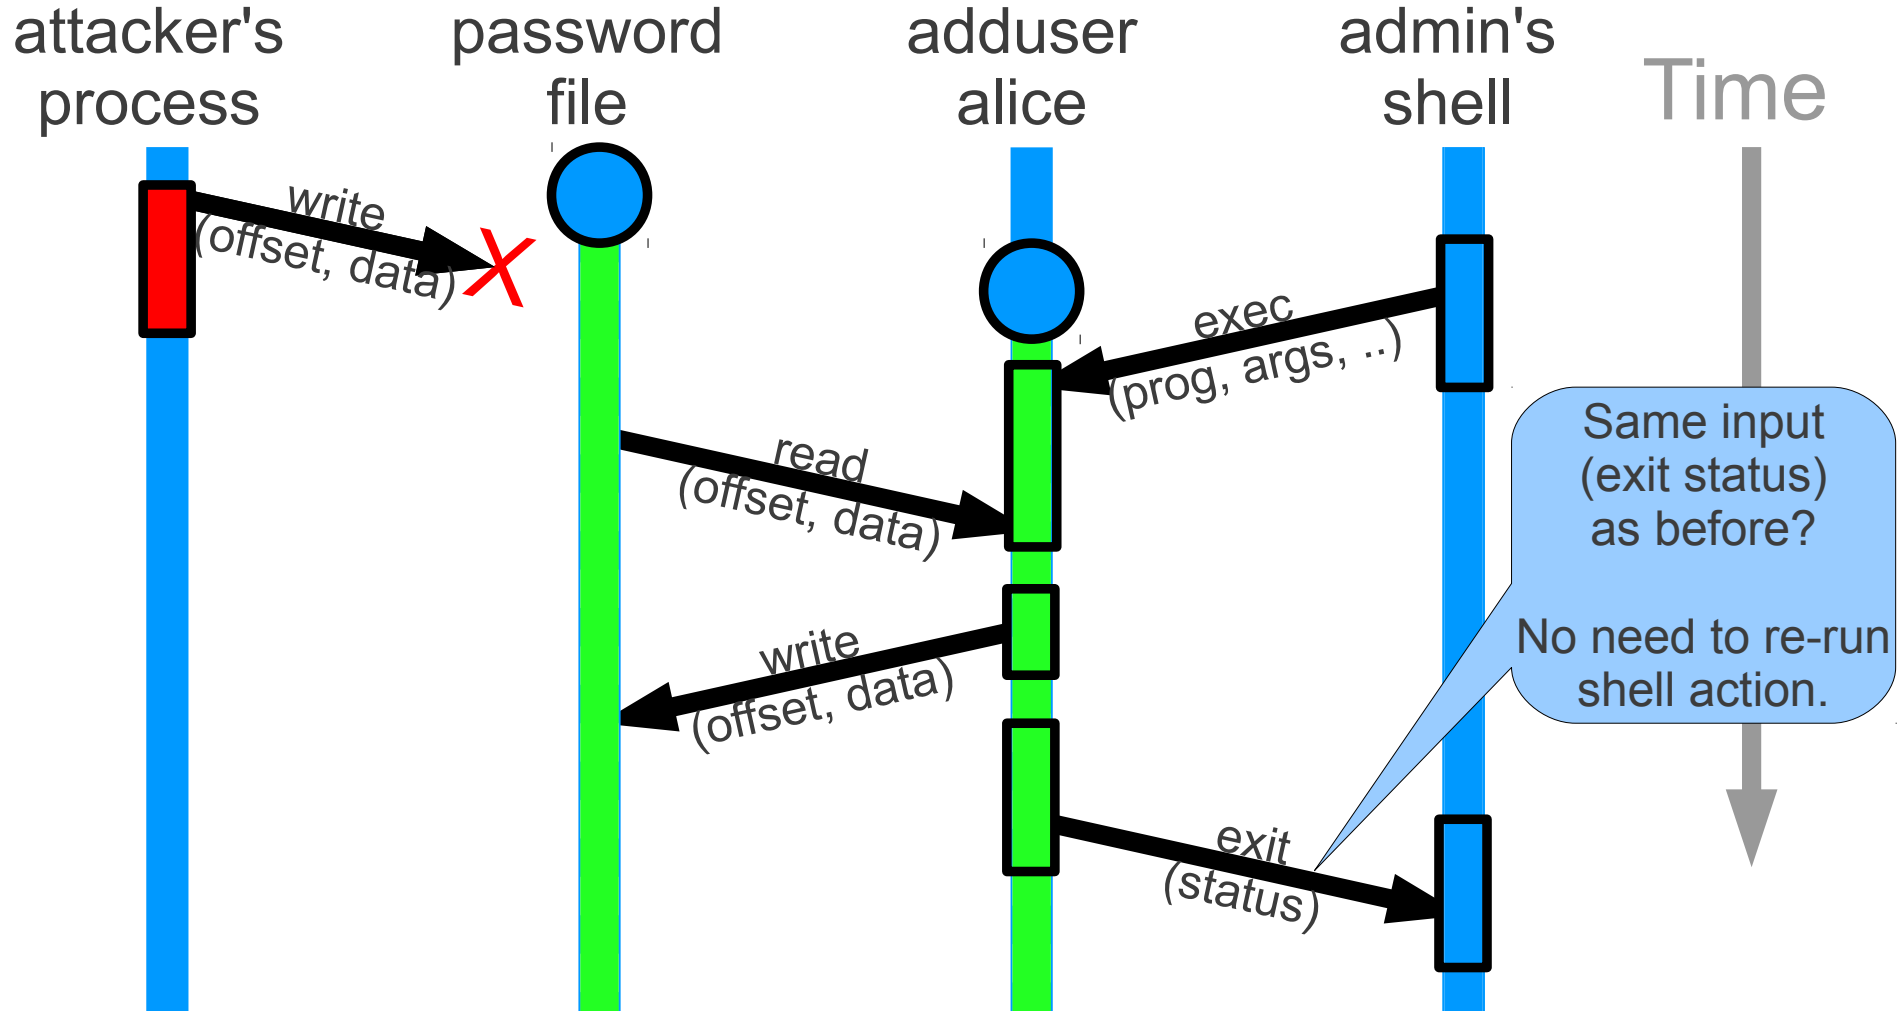 attacker's
process
password
file
adduser
alice
admin's
shell
Time
write
(offset, data)
X
exec
(prog, args, ..)
read
(offset, data)
write
(offset, data)
exit
(status)
Same input
(exit status)
as before?
No need to re-run
shell action.